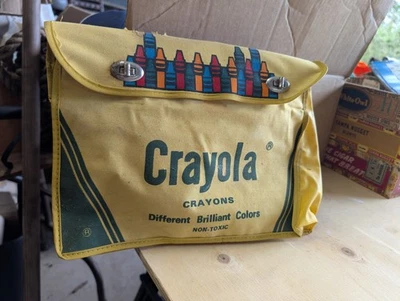 Crayola ®
CRAYONS
Different Brilliant Colors
NON-TOXIC
®